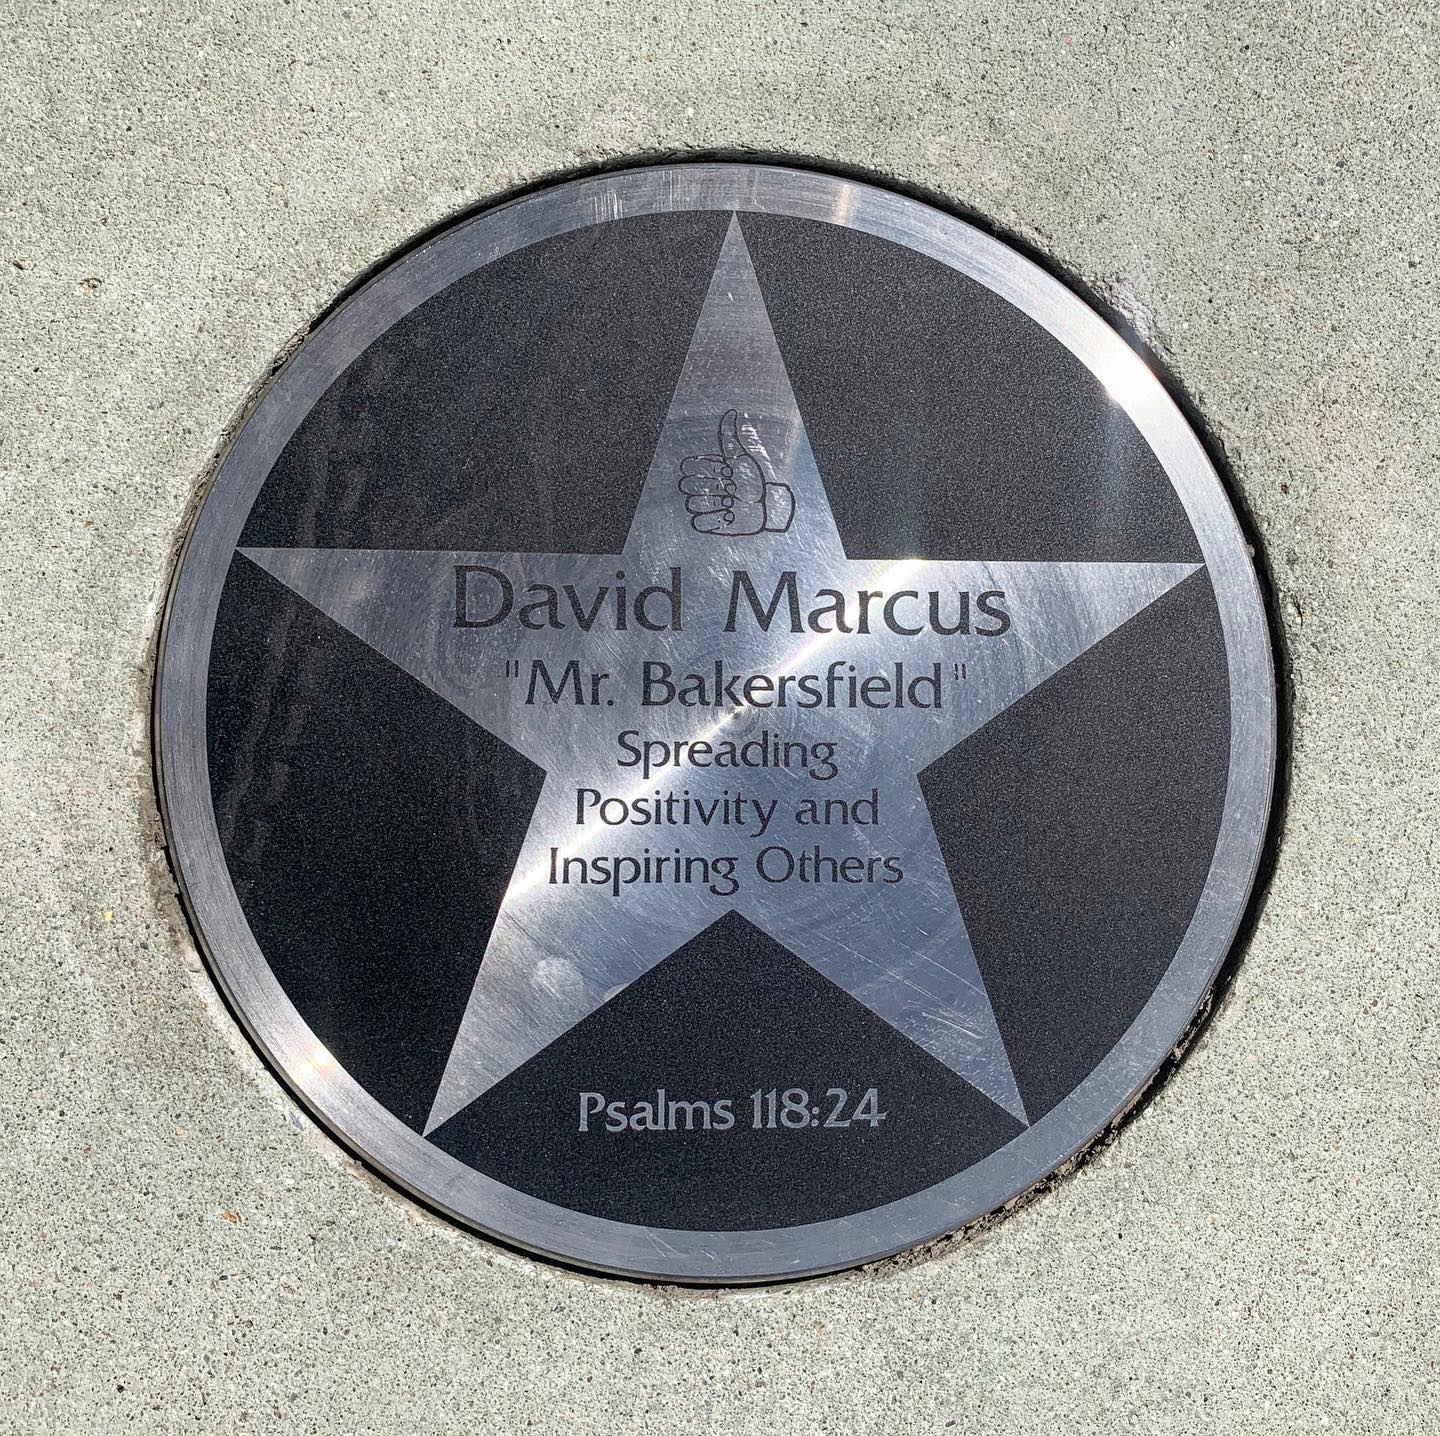 David Marcus
"Mr. Bakersfield"
Spreading
Positivity and
Inspiring Others
Psalms 118:24